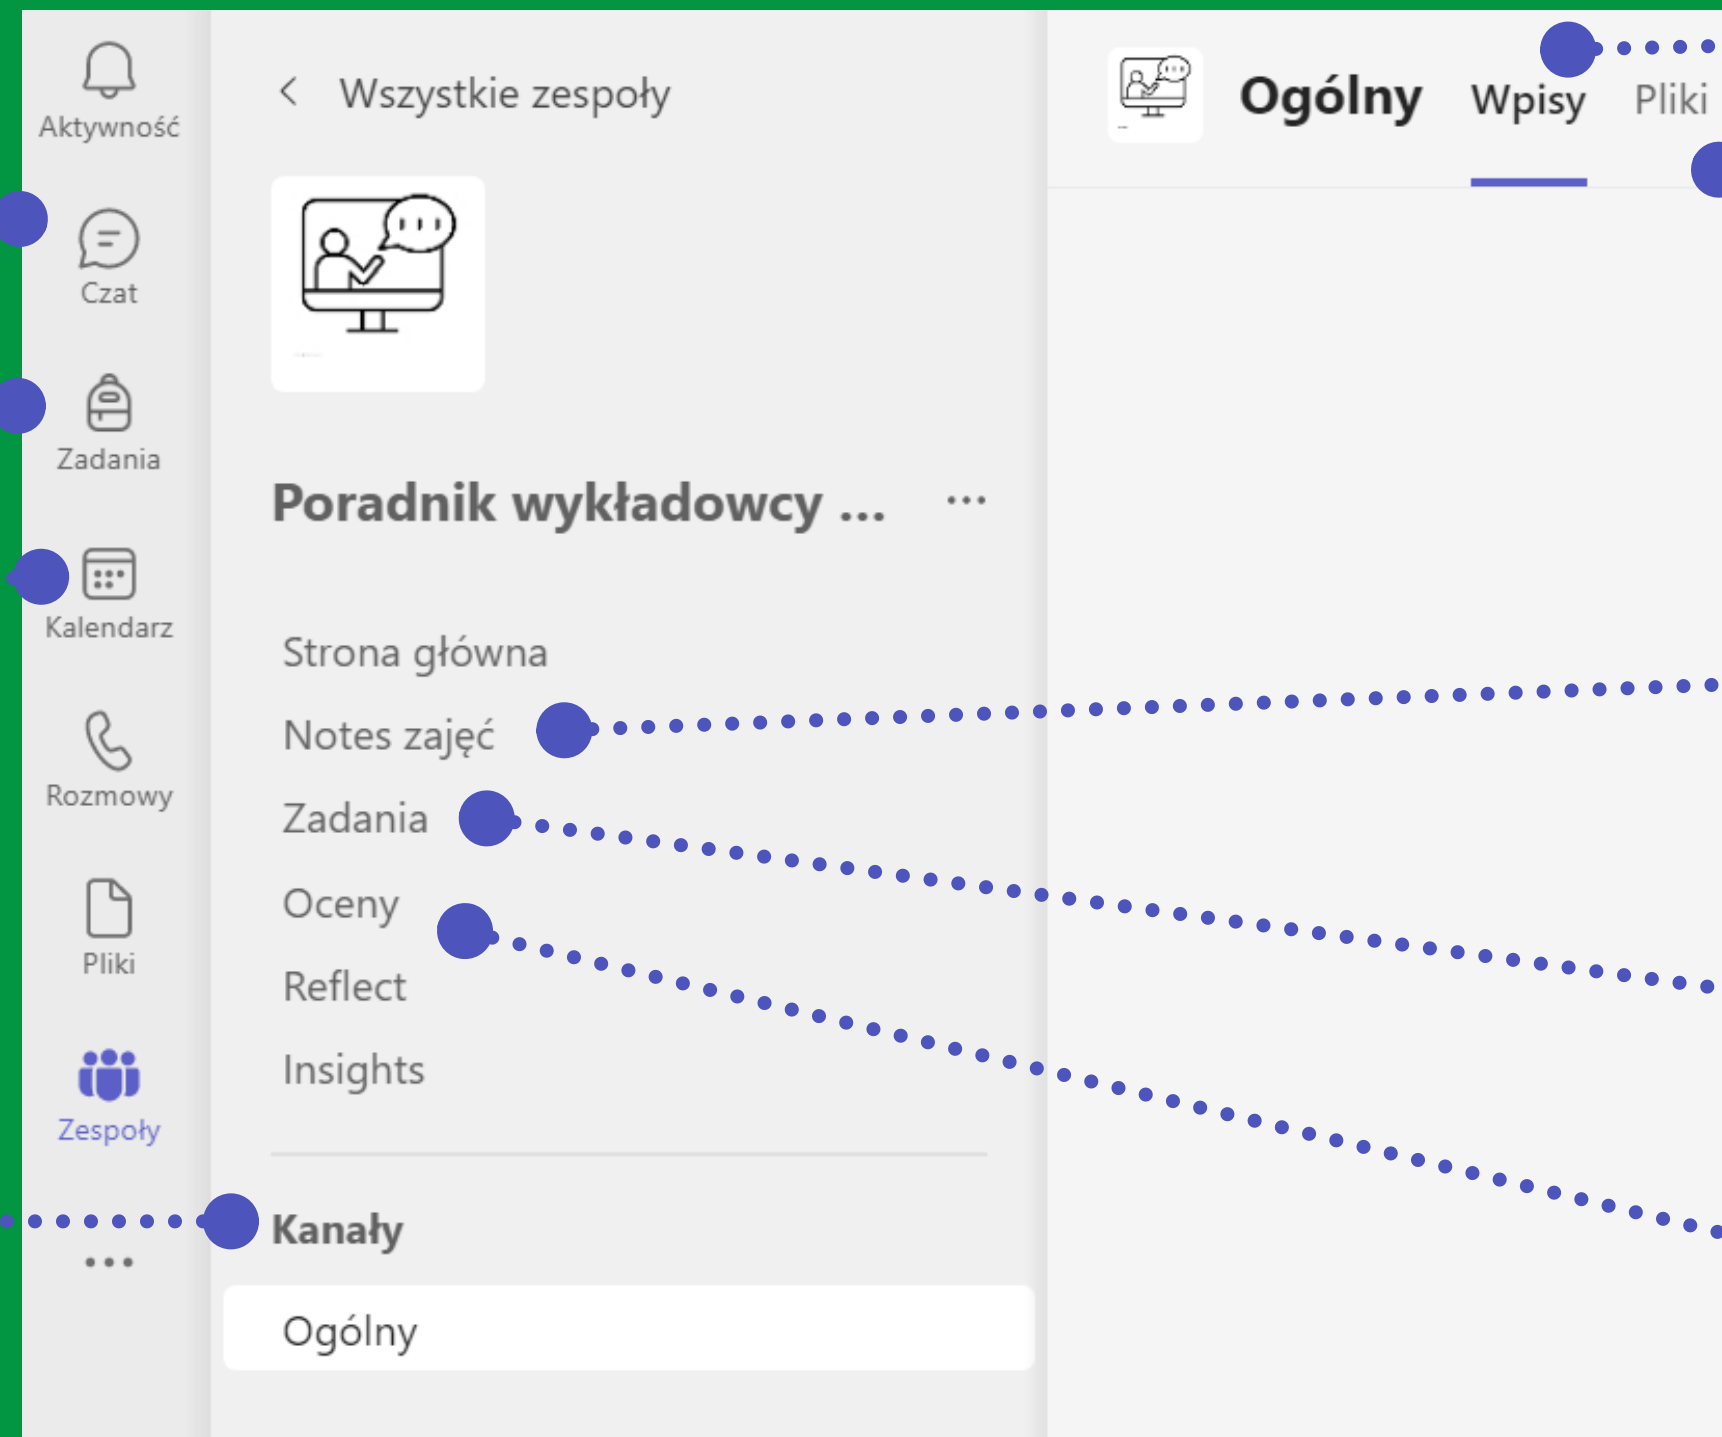 Aktywność
Czat
Zadania
Kalendarz
Rozmowy
Pliki
Zespoły
Wszystkie zespoły
Poradnik wykładowcy ...
Strona główna
Notes zajęć
Zadania
Oceny
Reflect
Insights
Kanały
Ogólny
Ogólny Wpisy Pliki